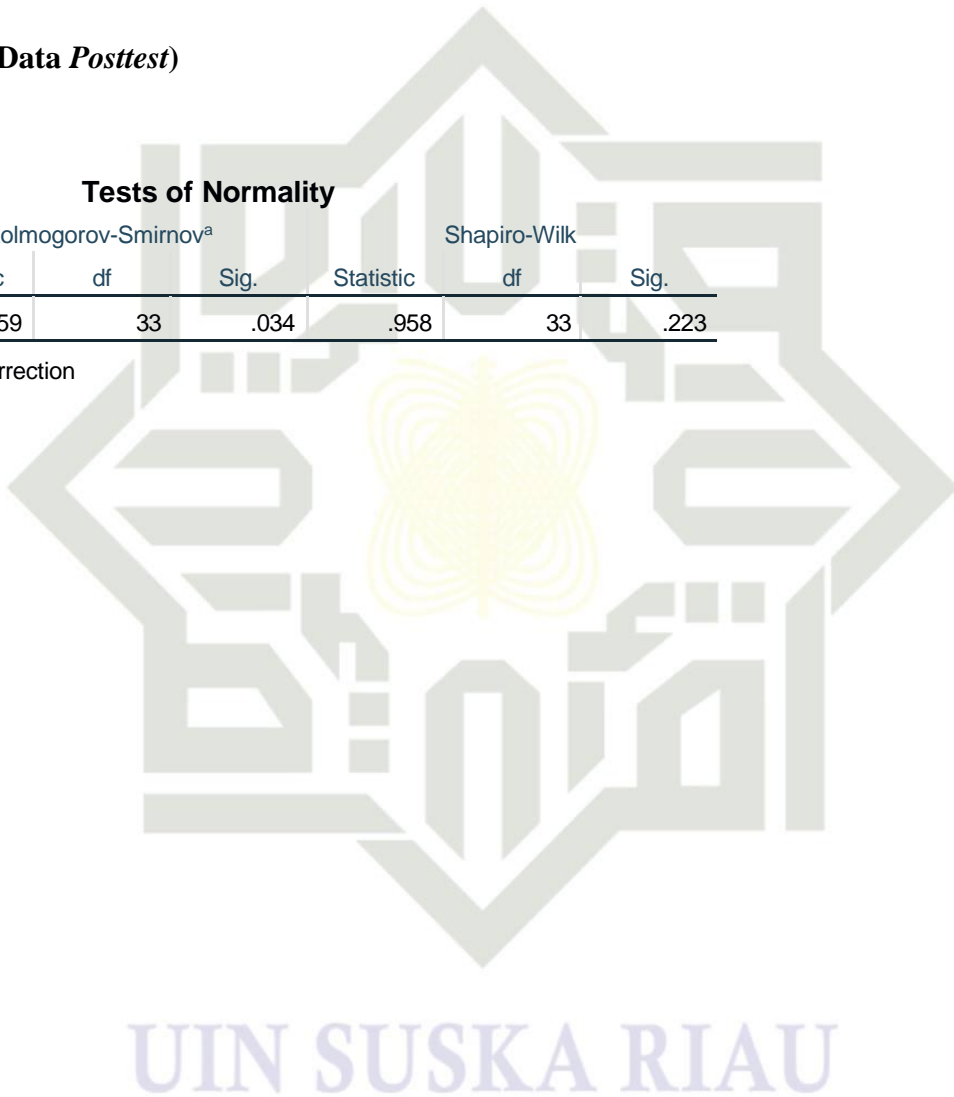 Data Posttest)
Tests of Normality
olmogorov-Smirnovᵃ Shapiro-Wilk
c df Sig. Statistic df Sig.
59 33 .034 .958 33 .223
rrection
UIN SUSKA RIAU